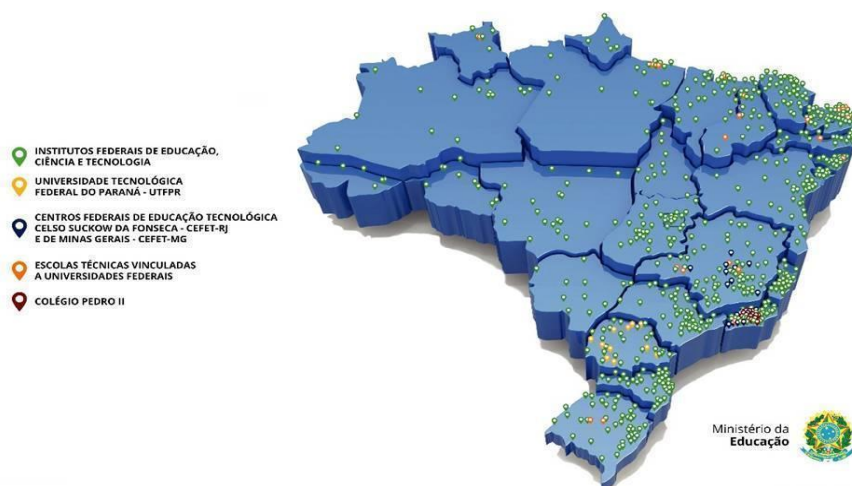 INSTITUTOS FEDERAIS DE EDUCAÇÃO,
CIÊNCIA E TECNOLOGIA
UNIVERSIDADE TECNOLÓGICA
FEDERAL DO PARANÁ - UTFPR
CENTROS FEDERAIS DE EDUCAÇÃO TECNOLÓGICA
CELSO SUCKOW DA FONSECA - CEFET-RJ
E DE MINAS GERAIS - CEFET-MG
ESCOLAS TÉCNICAS VINCULADAS
A UNIVERSIDADES FEDERAIS
COLÉGIO PEDRO II
Ministério da
Educação